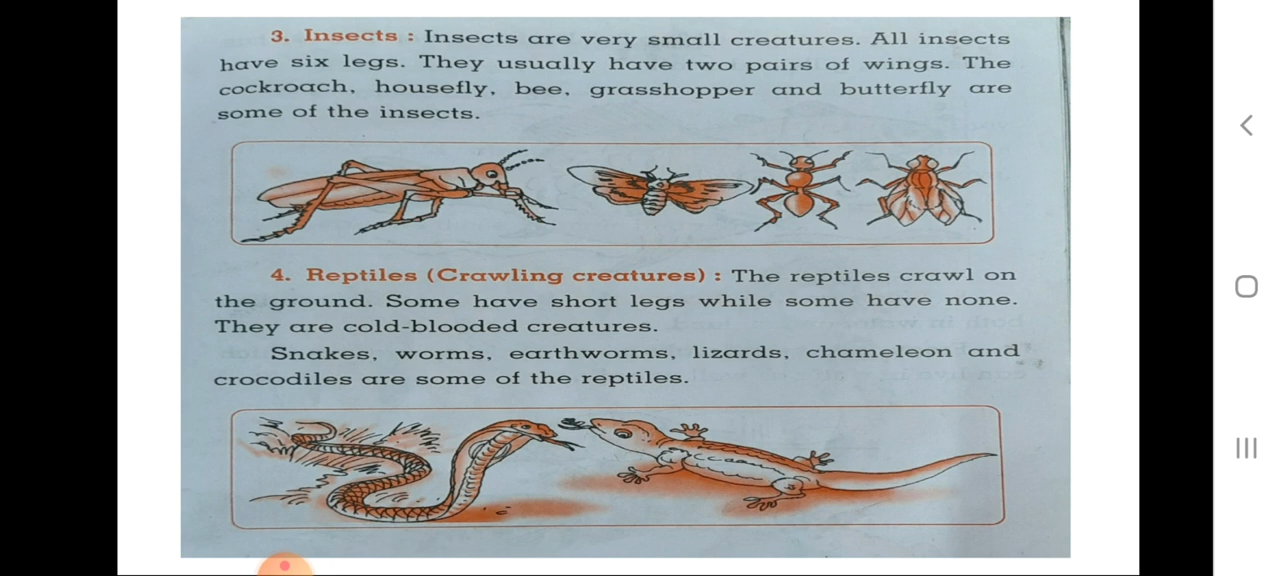 3. Insects : Insects are very small creatures. All insects
have six legs. They usually have two pairs of wings. The
cockroach, housefly, bee, grasshopper and butterfly are
some of the insects.
4. Reptiles (Crawling creatures) : The reptiles crawl on
the ground. Some have short legs while some have none.
They are cold-blooded creatures.
Snakes, worms, earthworms, lizards, chameleon and
crocodiles are some of the reptiles.